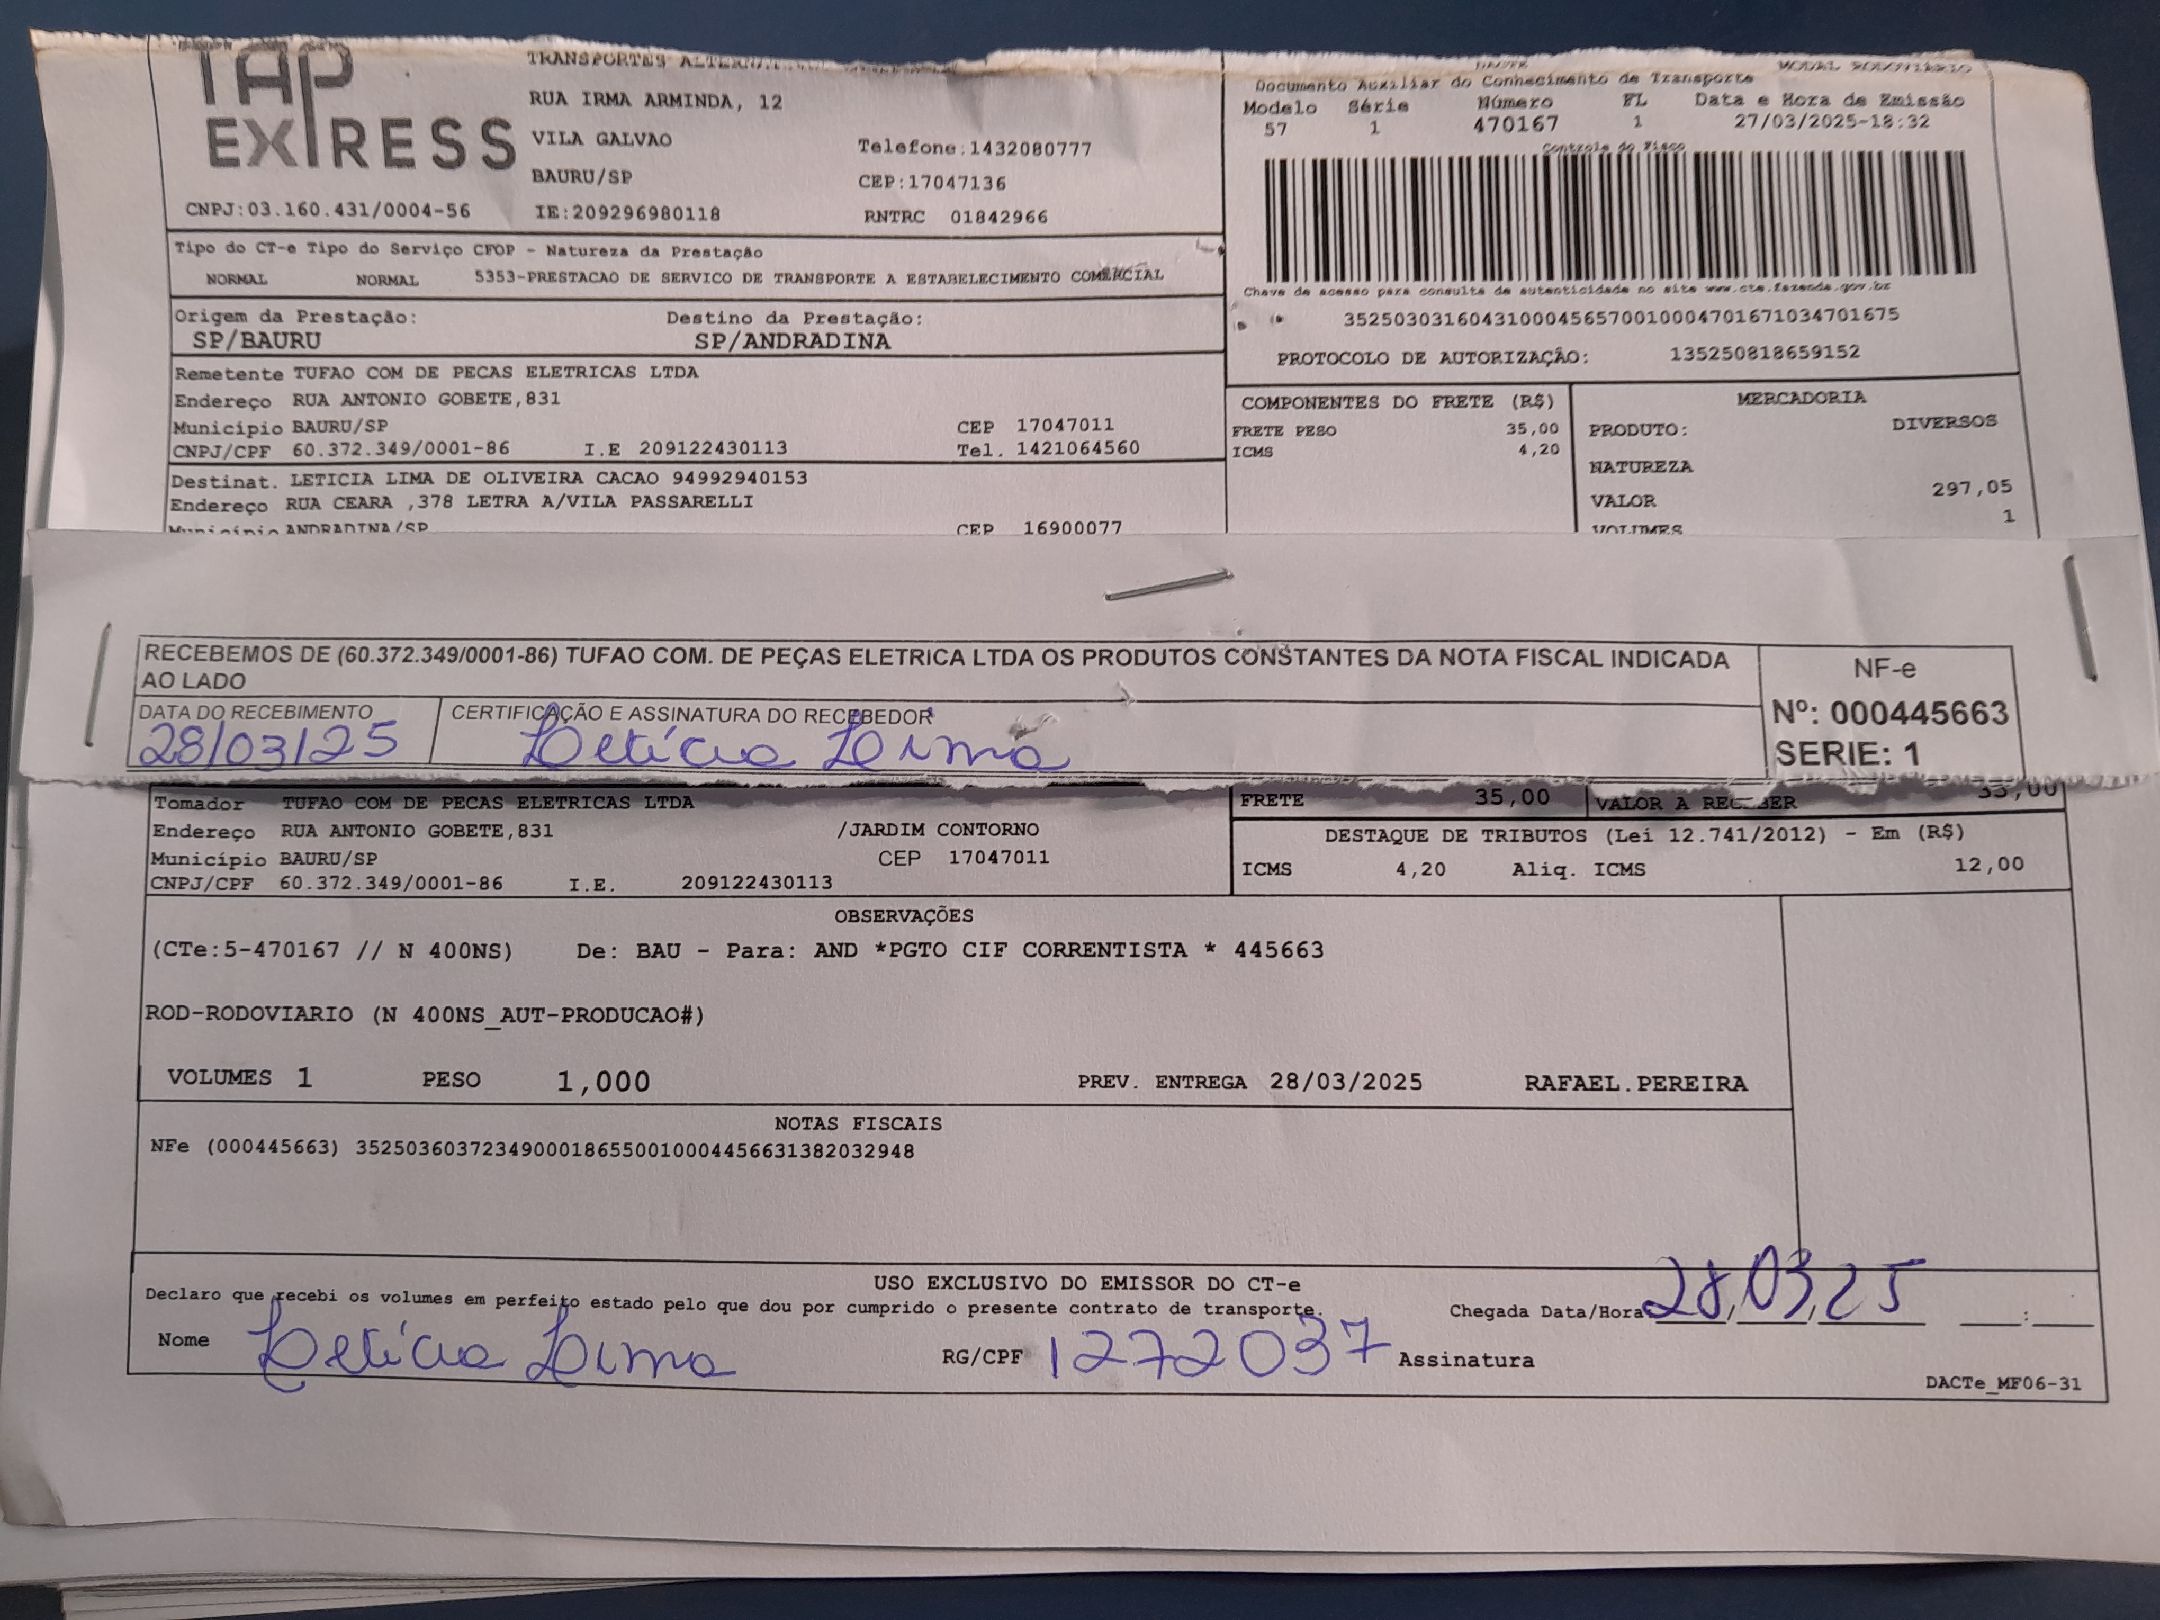 TAP
EXPRESS
TRANSPORTES
RUA IRMA ARMINDA, 12
VILA GALVAO Telefone:1432080777
BAURU/SP CEP:17047136
CNPJ:03.160.431/0004-56 IE:209296980118 RNTRC 01842966
Documento Auxiliar do Conhecimento de Transporte
Modelo Série Número FL Data e Hora de Emissão
57 1 470167 1 27/03/2025-18:32
Controle do Fisco
Chave de acesso para consulta de autenticidade no site www.cte.fazenda.gov.br
35250303160431000456570010004701671034701675
PROTOCOLO DE AUTORIZAÇÃO: 135250818659152
Tipo do CT-e Tipo do Serviço CFOP - Natureza da Prestação
NORMAL NORMAL 5353-PRESTACAO DE SERVICO DE TRANSPORTE A ESTABELECIMENTO COMERCIAL
Origem da Prestação: Destino da Prestação:
SP/BAURU SP/ANDRADINA
Remetente TUFAO COM DE PECAS ELETRICAS LTDA
Endereço RUA ANTONIO GOBETE,831
Município BAURU/SP CEP 17047011
CNPJ/CPF 60.372.349/0001-86 I.E 209122430113 Tel. 1421064560
Destinat. LETICIA LIMA DE OLIVEIRA CACAO 94992940153
Endereço RUA CEARA ,378 LETRA A/VILA PASSARELLI
Município ANDRADINA/SP CEP 16900077
COMPONENTES DO FRETE (R$)
FRETE PESO 35,00
ICMS 4,20
MERCADORIA
PRODUTO: DIVERSOS
NATUREZA
VALOR 297,05
VOLUMES 1
RECEBEMOS DE (60.372.349/0001-86) TUFAO COM. DE PEÇAS ELETRICA LTDA OS PRODUTOS CONSTANTES DA NOTA FISCAL INDICADA
AO LADO
DATA DO RECEBIMENTO CERTIFICAÇÃO E ASSINATURA DO RECEBEDOR
28/03/25 Letícia Lima
NF-e
Nº: 000445663
SERIE: 1
Tomador TUFAO COM DE PECAS ELETRICAS LTDA
Endereço RUA ANTONIO GOBETE,831 /JARDIM CONTORNO
Município BAURU/SP CEP 17047011
CNPJ/CPF 60.372.349/0001-86 I.E. 209122430113
FRETE 35,00 VALOR A RECEBER 35,00
DESTAQUE DE TRIBUTOS (Lei 12.741/2012) - Em (R$)
ICMS 4,20 Aliq. ICMS 12,00
OBSERVAÇÕES
(CTe:5-470167 // N 400NS) De: BAU - Para: AND *PGTO CIF CORRENTISTA * 445663
ROD-RODOVIARIO (N 400NS_AUT-PRODUCAO#)
VOLUMES 1 PESO 1,000 PREV. ENTREGA 28/03/2025 RAFAEL.PEREIRA
NOTAS FISCAIS
NFe (000445663) 35250360372349000186550010004456631382032948
USO EXCLUSIVO DO EMISSOR DO CT-e
Declaro que recebi os volumes em perfeito estado pelo que dou por cumprido o presente contrato de transporte.
Chegada Data/Hora: 28/03/25 :
Nome Letícia Lima RG/CPF 1272037 Assinatura
DACTe_MF06-31